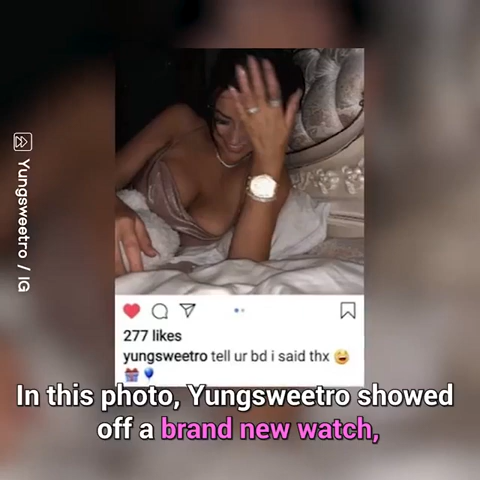 Yungsweetro / IG
277 likes
yungsweetro tell ur bd i said thx 😂
🎁🎈
In this photo, Yungsweetro showed
off a brand new watch,